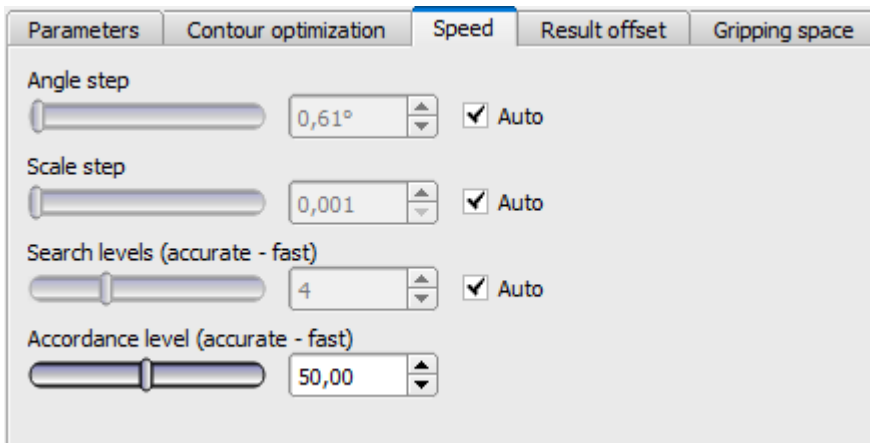 Parameters Contour optimization Speed Result offset Gripping space
Angle step
0,61° Auto
Scale step
0,001 Auto
Search levels (accurate - fast)
4 Auto
Accordance level (accurate - fast)
50,00